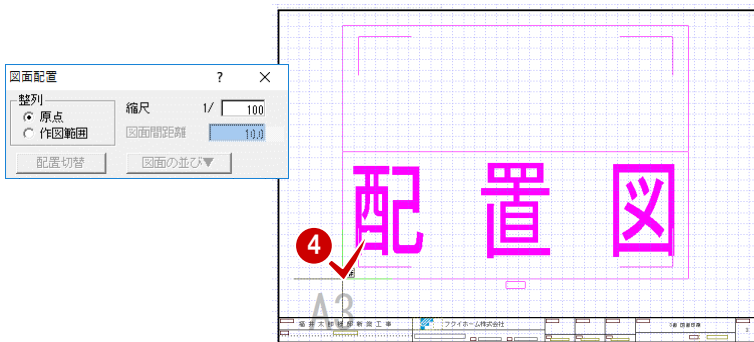 図面配置 ?
整列
原点
作図範囲
縮尺 1/ 100
図面間距離 10.0
配置切替
図面の並び▼
配 置 図
4
A3
フクイホーム株式会社